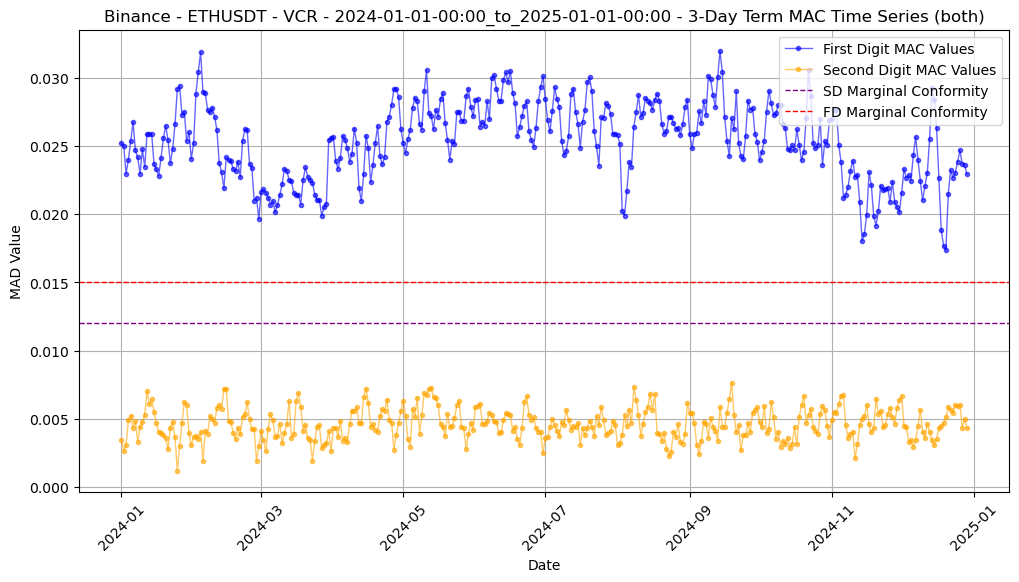 Binance - ETHUSDT - VCR - 2024-01-01-00:00_to_2025-01-01-00:00 - 3-Day Term MAC Time Series (both)
First Digit MAC Values
Second Digit MAC Values
SD Marginal Conformity
FD Marginal Conformity
MAD Value
0.030
0.025
0.020
0.015
0.010
0.005
0.000
2024-01
2024-03
2024-05
2024-07
2024-09
2024-11
2025-01
Date